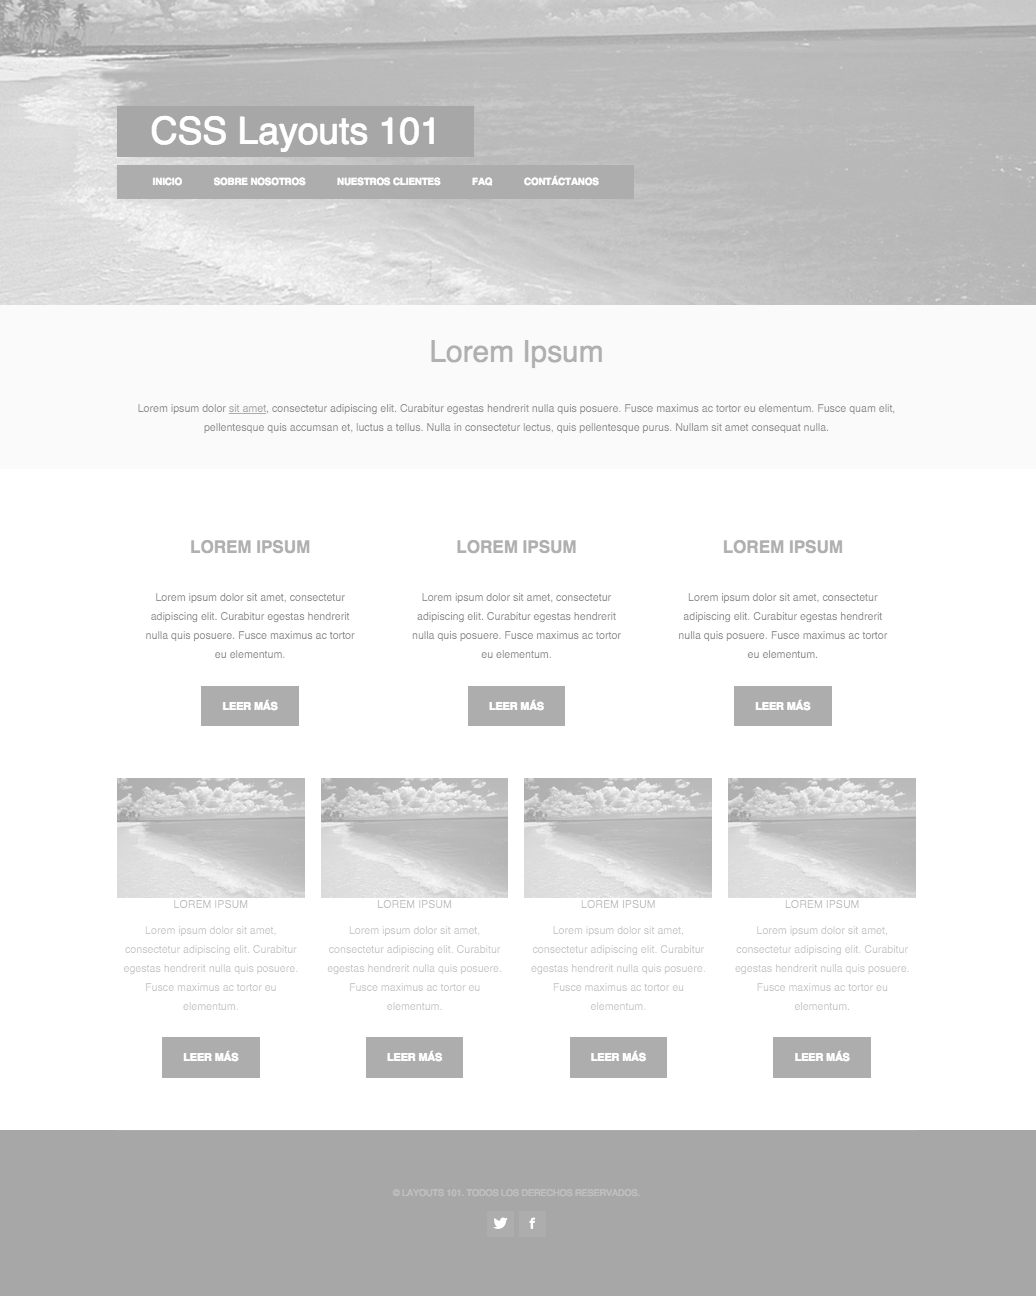 CSS Layouts 101
INICIO SOBRE NOSOTROS NUESTROS CLIENTES FAQ CONTÁCTANOS
Lorem Ipsum
Lorem ipsum dolor sit amet, consectetur adipiscing elit. Curabitur egestas hendrerit nulla quis posuere. Fusce maximus ac tortor eu elementum. Fusce quam elit,
pellentesque quis accumsan et, luctus a tellus. Nulla in consectetur lectus, quis pellentesque purus. Nullam sit amet consequat nulla.
LOREM IPSUM
Lorem ipsum dolor sit amet, consectetur
adipiscing elit. Curabitur egestas hendrerit
nulla quis posuere. Fusce maximus ac tortor
eu elementum.
LEER MÁS
LOREM IPSUM
Lorem ipsum dolor sit amet, consectetur
adipiscing elit. Curabitur egestas hendrerit
nulla quis posuere. Fusce maximus ac tortor
eu elementum.
LEER MÁS
LOREM IPSUM
Lorem ipsum dolor sit amet, consectetur
adipiscing elit. Curabitur egestas hendrerit
nulla quis posuere. Fusce maximus ac tortor
eu elementum.
LEER MÁS
LOREM IPSUM
Lorem ipsum dolor sit amet,
consectetur adipiscing elit. Curabitur
egestas hendrerit nulla quis posuere.
Fusce maximus ac tortor eu
elementum.
LEER MÁS
LOREM IPSUM
Lorem ipsum dolor sit amet,
consectetur adipiscing elit. Curabitur
egestas hendrerit nulla quis posuere.
Fusce maximus ac tortor eu
elementum.
LEER MÁS
LOREM IPSUM
Lorem ipsum dolor sit amet,
consectetur adipiscing elit. Curabitur
egestas hendrerit nulla quis posuere.
Fusce maximus ac tortor eu
elementum.
LEER MÁS
LOREM IPSUM
Lorem ipsum dolor sit amet,
consectetur adipiscing elit. Curabitur
egestas hendrerit nulla quis posuere.
Fusce maximus ac tortor eu
elementum.
LEER MÁS
© LAYOUTS 101. TODOS LOS DERECHOS RESERVADOS.